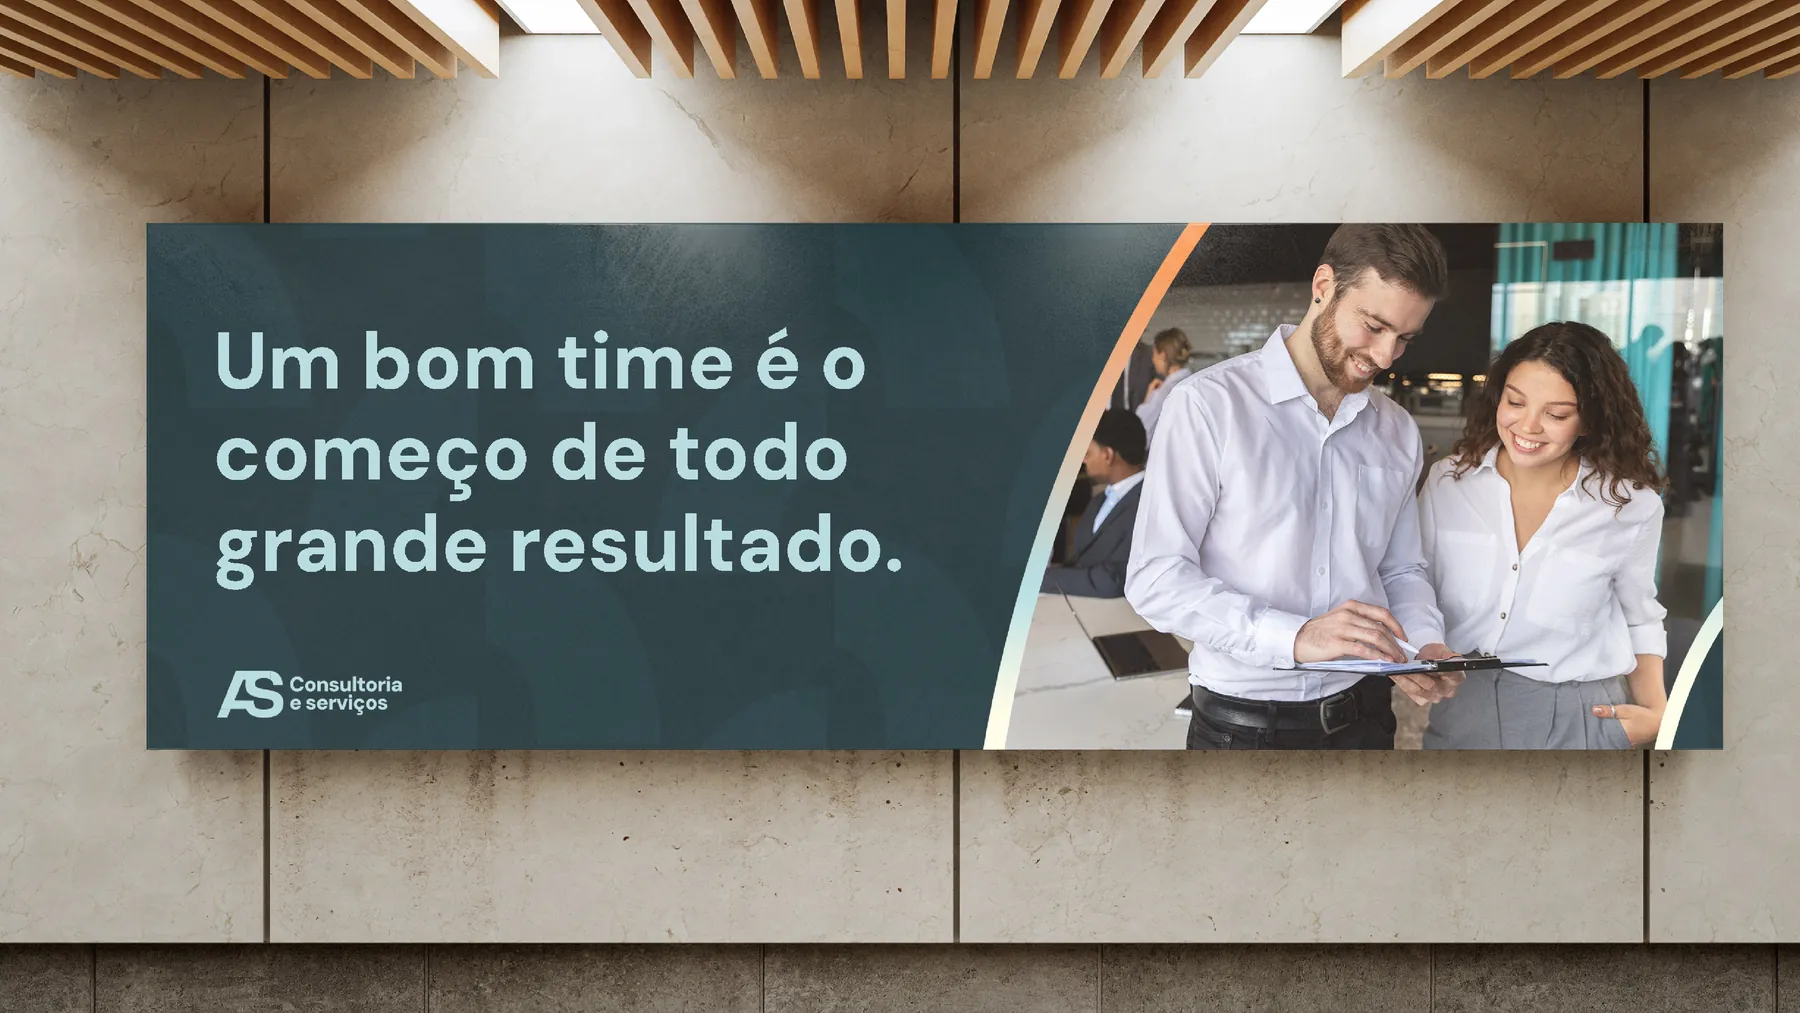 Um bom time é o
começo de todo
grande resultado.
AS Consultoria
e serviços